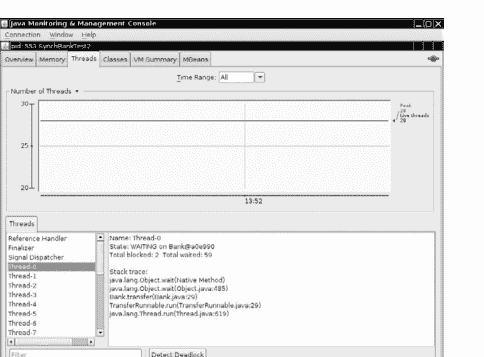 Java Monitoring & Management Console
Connection Window Help
pid: 553 SynchBankTest2
Overview Memory Threads Classes VM Summary MBeans
Time Range: All
Number of Threads
30
Peak
Live threads
25
20
13:52
Threads
Reference Handler
Finalizer
Signal Dispatcher
Thread-0
Thread-1
Thread-2
Thread-3
Thread-4
Thread-5
Thread-6
Thread-7
Name: Thread-0
State: WAITING on Bank@a0e990
Total blocked: 2 Total waited: 59
Stack trace:
java.lang.Object.wait(Native Method)
java.lang.Object.wait(Object.java:485)
Bank.transfer(Bank.java:29)
TransferRunnable.run(TransferRunnable.java:29)
java.lang.Thread.run(Thread.java:619)
Filter
Detect Deadlock